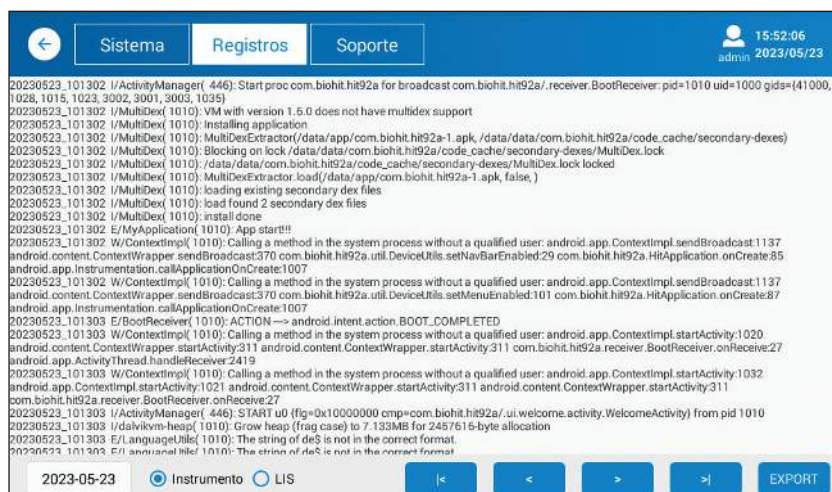 Sistema
Registros
Soporte
15:52:06
admin 2023/05/23
20230523_101302 I/ActivityManager( 446): Start proc com.biohit.hit92a for broadcast com.biohit.hit92a/.receiver.BootReceiver: pid=1010 uid=1000 gids={41000,
1028, 1015, 1023, 3002, 3001, 3003, 1035}
20230523_101302 I/MultiDex( 1010): VM with version 1.6.0 does not have multidex support
20230523_101302 I/MultiDex( 1010): Installing application
20230523_101302 I/MultiDex( 1010): MultiDexExtractor(/data/app/com.biohit.hit92a-1.apk, /data/data/com.biohit.hit92a/code_cache/secondary-dexes)
20230523_101302 I/MultiDex( 1010): Blocking on lock /data/data/com.biohit.hit92a/code_cache/secondary-dexes/MultiDex.lock
20230523_101302 I/MultiDex( 1010): /data/data/com.biohit.hit92a/code_cache/secondary-dexes/MultiDex.lock locked
20230523_101302 I/MultiDex( 1010): MultiDexExtractor.load(/data/app/com.biohit.hit92a-1.apk, false, )
20230523_101302 I/MultiDex( 1010): loading existing secondary dex files
20230523_101302 I/MultiDex( 1010): load found 2 secondary dex files
20230523_101302 I/MultiDex( 1010): install done
20230523_101302 E/MyApplication( 1010): App start!!!
20230523_101302 W/ContextImpl( 1010): Calling a method in the system process without a qualified user: android.app.ContextImpl.sendBroadcast:1137
android.content.ContextWrapper.sendBroadcast:370 com.biohit.hit92a.util.DeviceUtils.setNavBarEnabled:29 com.biohit.hit92a.HitApplication.onCreate:85
android.app.Instrumentation.callApplicationOnCreate:1007
20230523_101302 W/ContextImpl( 1010): Calling a method in the system process without a qualified user: android.app.ContextImpl.sendBroadcast:1137
android.content.ContextWrapper.sendBroadcast:370 com.biohit.hit92a.util.DeviceUtils.setMenuEnabled:101 com.biohit.hit92a.HitApplication.onCreate:87
android.app.Instrumentation.callApplicationOnCreate:1007
20230523_101303 E/BootReceiver( 1010): ACTION —> android.intent.action.BOOT_COMPLETED
20230523_101303 W/ContextImpl( 1010): Calling a method in the system process without a qualified user: android.app.ContextImpl.startActivity:1020
android.content.ContextWrapper.startActivity:311 android.content.ContextWrapper.startActivity:311 com.biohit.hit92a.receiver.BootReceiver.onReceive:27
android.app.ActivityThread.handleReceiver:2419
20230523_101303 W/ContextImpl( 1010): Calling a method in the system process without a qualified user: android.app.ContextImpl.startActivity:1032
android.app.ContextImpl.startActivity:1021 android.content.ContextWrapper.startActivity:311 android.content.ContextWrapper.startActivity:311
com.biohit.hit92a.receiver.BootReceiver.onReceive:27
20230523_101303 I/ActivityManager( 446): START u0 {flg=0x10000000 cmp=com.biohit.hit92a/.ui.welcome.activity.WelcomeActivity} from pid 1010
20230523_101303 I/dalvikvm-heap( 1010): Grow heap (frag case) to 7.133MB for 2457616-byte allocation
20230523_101303 E/LanguageUtils( 1010): The string of de$ is not in the correct format.
20230523_101303 E/LanguageUtils( 1010): The string of de$ is not in the correct format.
2023-05-23
Instrumento
LIS
|<
<
>
>|
EXPORT